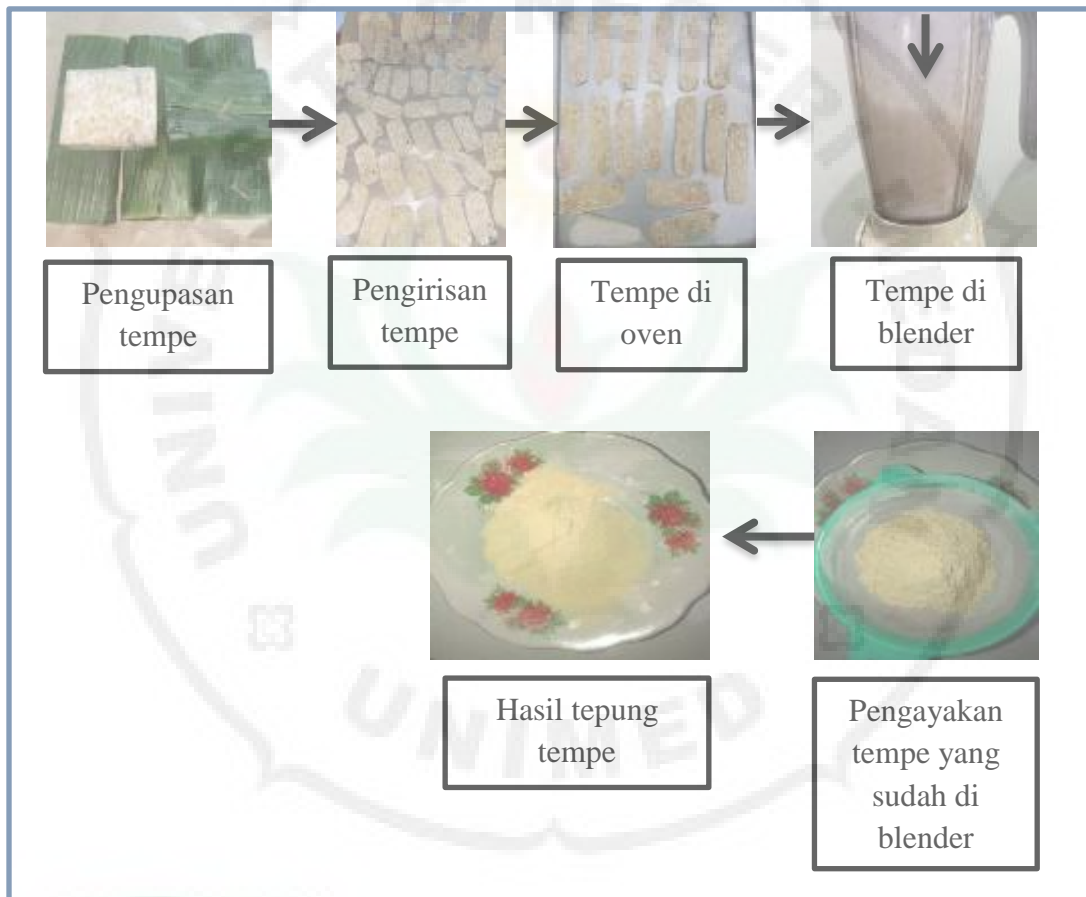 Pengupasan
tempe
Pengirisan
tempe
Tempe di
oven
Tempe di
blender
Hasil tepung
tempe
Pengayakan
tempe yang
sudah di
blender
UNIMED